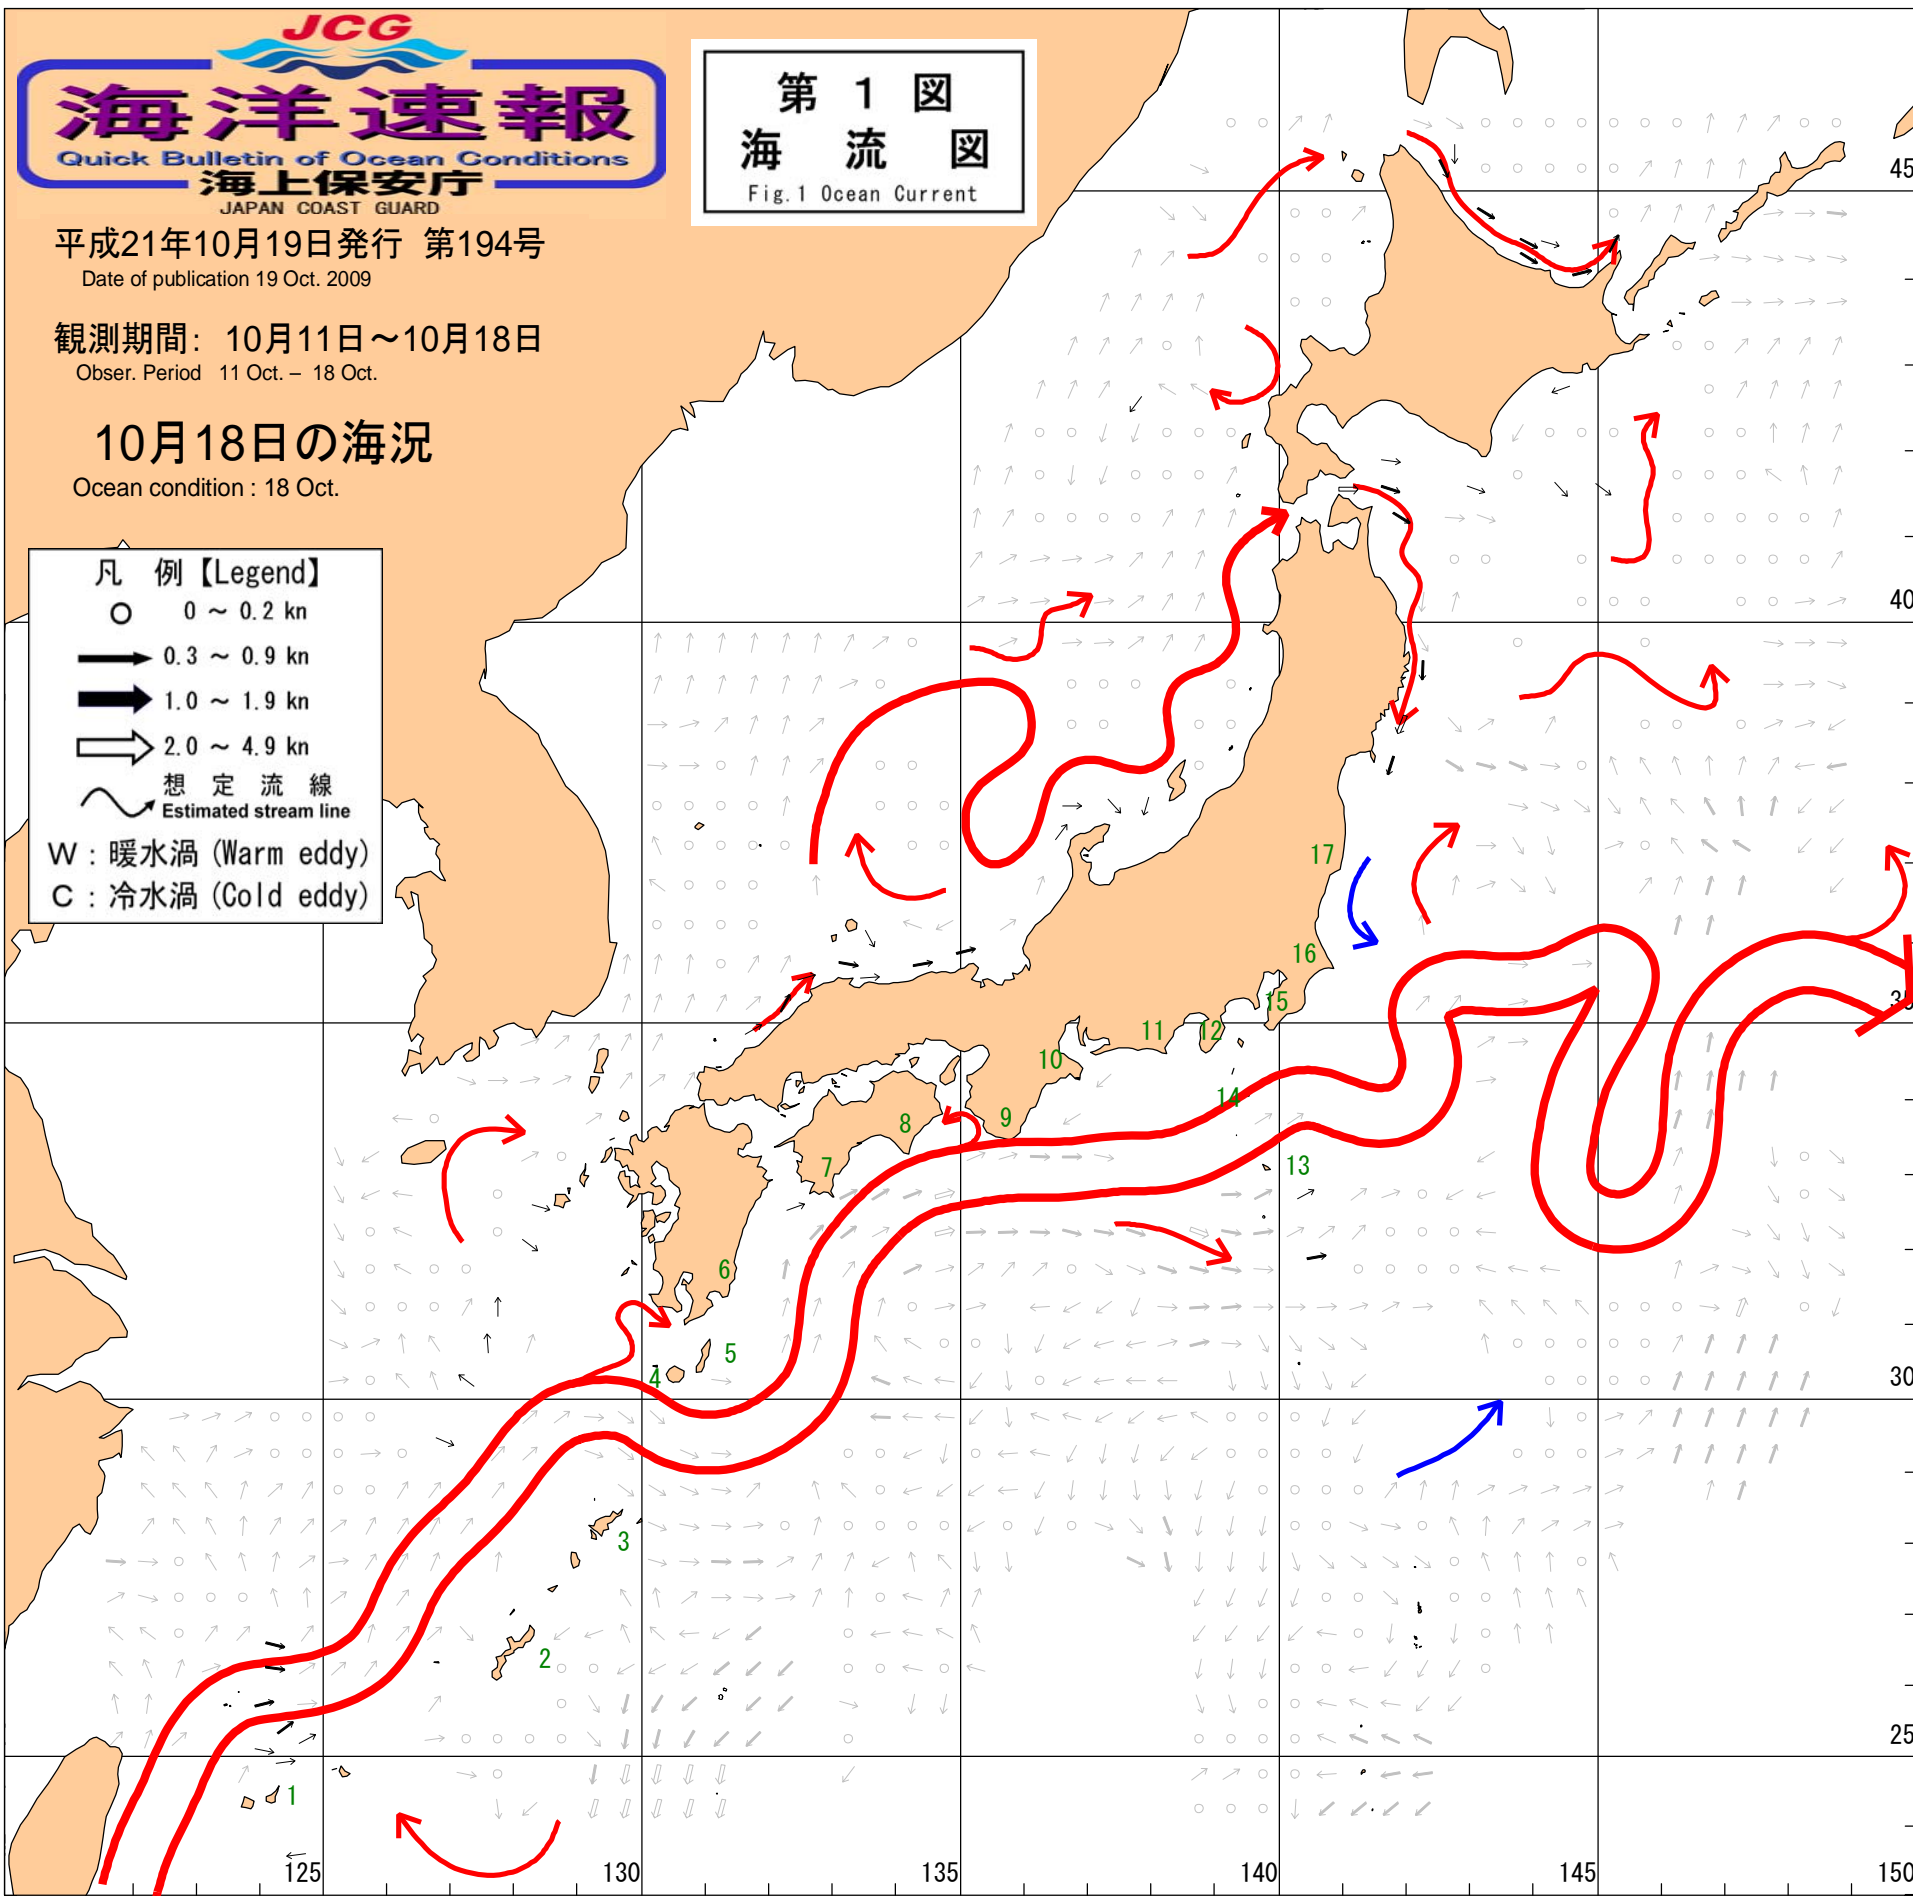 JCG
海洋速報
Quick Bulletin of Ocean Conditions
海上保安庁
JAPAN COAST GUARD
第 1 図
海 流 図
Fig.1 Ocean Current
平成21年10月19日発行 第194号
Date of publication 19 Oct. 2009
観測期間: 10月11日～10月18日
Obser. Period 11 Oct. – 18 Oct.
10月18日の海況
Ocean condition : 18 Oct.
凡 例【Legend】
0 ～ 0.2 kn
0.3 ～ 0.9 kn
1.0 ～ 1.9 kn
2.0 ～ 4.9 kn
想 定 流 線
Estimated stream line
W : 暖水渦 (Warm eddy)
C : 冷水渦 (Cold eddy)
45
40
17
16
15
35
11
12
10
14
9
8
13
7
6
5
4
30
3
2
25
1
125
130
135
140
145
150